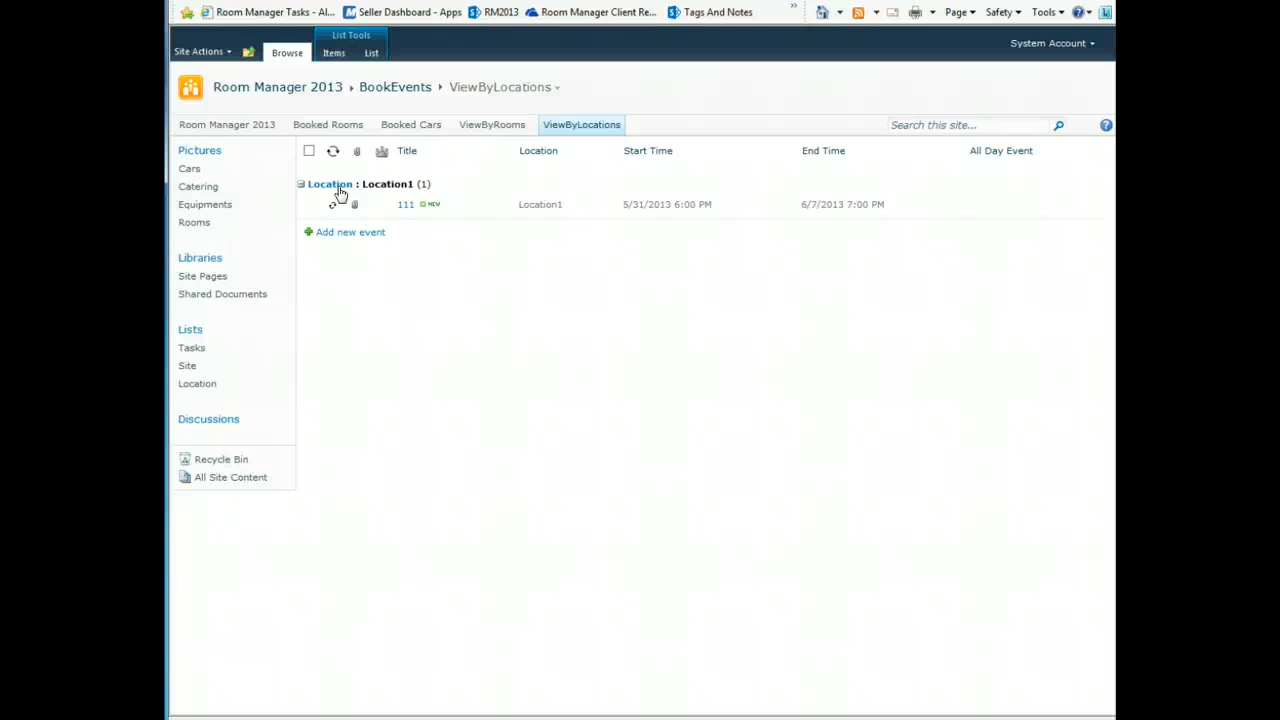 Room Manager Tasks - Al... Seller Dashboard - Apps RM2013 Room Manager Client Re... Tags And Notes » Page Safety Tools
Site Actions Browse List Tools Items List System Account
Room Manager 2013 BookEvents ViewByLocations
Room Manager 2013 Booked Rooms Booked Cars ViewByRooms ViewByLocations Search this site...
Pictures
Cars
Catering
Equipments
Rooms
Libraries
Site Pages
Shared Documents
Lists
Tasks
Site
Location
Discussions
Recycle Bin
All Site Content
Title Location Start Time End Time All Day Event
Location : Location1 (1)
111 NEW Location1 5/31/2013 6:00 PM 6/7/2013 7:00 PM
Add new event